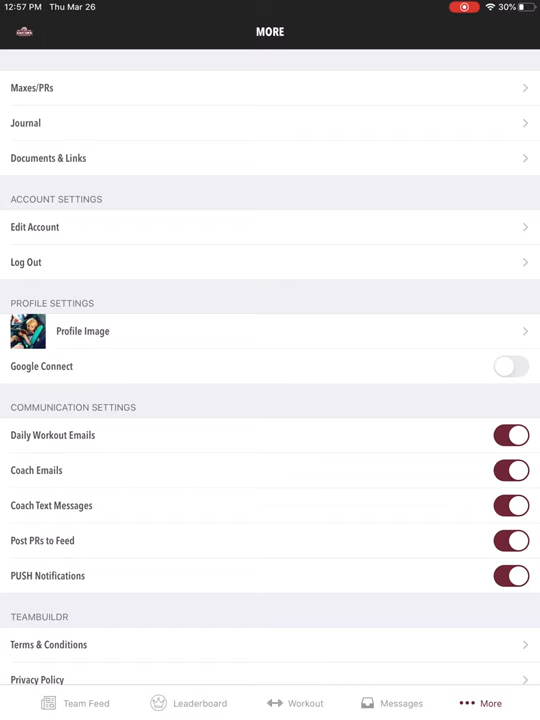 12:57 PM Thu Mar 26
30%
MORE
Maxes/PRs
Journal
Documents & Links
ACCOUNT SETTINGS
Edit Account
Log Out
PROFILE SETTINGS
Profile Image
Google Connect
COMMUNICATION SETTINGS
Daily Workout Emails
Coach Emails
Coach Text Messages
Post PRs to Feed
PUSH Notifications
TEAMBUILDR
Terms & Conditions
Privacy Policy
Team Feed Leaderboard Workout Messages More